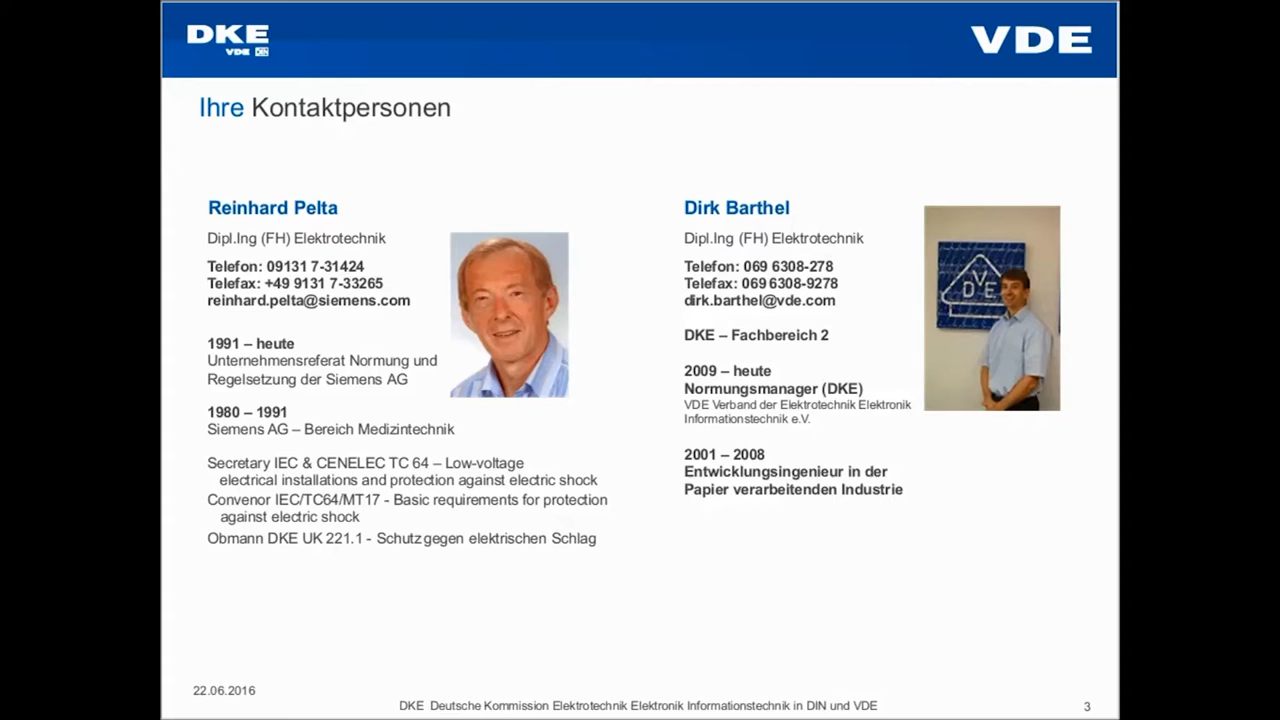 DKE
VDE DIN
VDE
Ihre Kontaktpersonen
Reinhard Pelta
Dipl.Ing (FH) Elektrotechnik
Telefon: 09131 7-31424
Telefax: +49 9131 7-33265
reinhard.pelta@siemens.com
1991 – heute
Unternehmensreferat Normung und
Regelsetzung der Siemens AG
1980 – 1991
Siemens AG – Bereich Medizintechnik
Secretary IEC & CENELEC TC 64 – Low-voltage
electrical installations and protection against electric shock
Convenor IEC/TC64/MT17 - Basic requirements for protection
against electric shock
Obmann DKE UK 221.1 - Schutz gegen elektrischen Schlag
Dirk Barthel
Dipl.Ing (FH) Elektrotechnik
Telefon: 069 6308-278
Telefax: 069 6308-9278
dirk.barthel@vde.com
DKE – Fachbereich 2
2009 – heute
Normungsmanager (DKE)
VDE Verband der Elektrotechnik Elektronik
Informationstechnik e.V.
2001 – 2008
Entwicklungsingenieur in der
Papier verarbeitenden Industrie
DVE
22.06.2016
DKE Deutsche Kommission Elektrotechnik Elektronik Informationstechnik in DIN und VDE
3